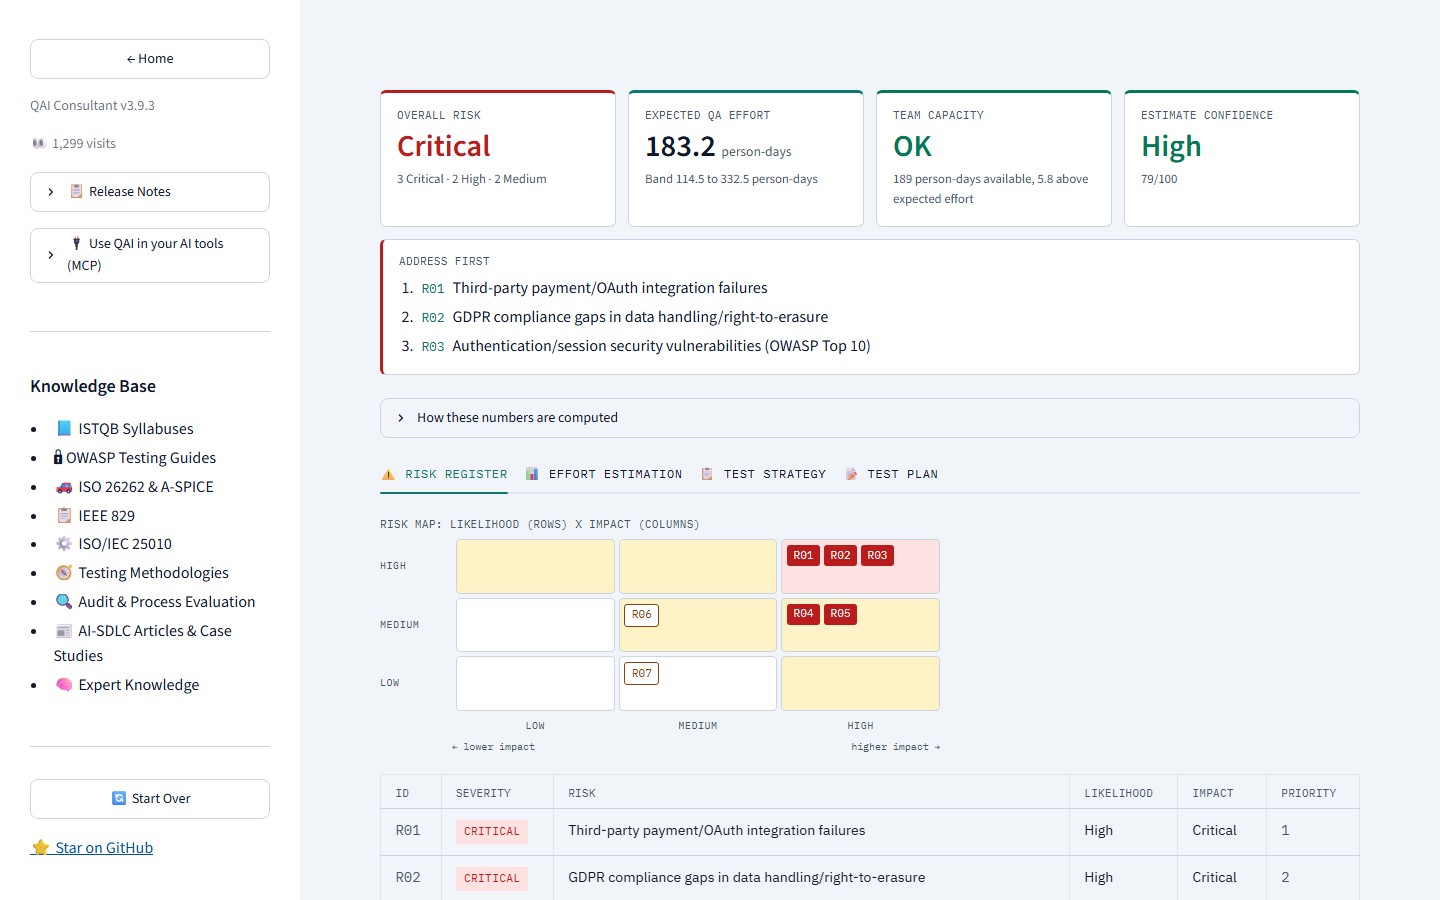 ← Home
QAI Consultant v3.9.3
1,299 visits
Release Notes
Use QAI in your AI tools
(MCP)
Knowledge Base
ISTQB Syllabuses
OWASP Testing Guides
ISO 26262 & A-SPICE
IEEE 829
ISO/IEC 25010
Testing Methodologies
Audit & Process Evaluation
AI-SDLC Articles & Case
Studies
Expert Knowledge
Start Over
Star on GitHub
OVERALL RISK
Critical
3 Critical · 2 High · 2 Medium
EXPECTED QA EFFORT
183.2 person-days
Band 114.5 to 332.5 person-days
TEAM CAPACITY
OK
189 person-days available, 5.8 above
expected effort
ESTIMATE CONFIDENCE
High
79/100
ADDRESS FIRST
1. R01 Third-party payment/OAuth integration failures
2. R02 GDPR compliance gaps in data handling/right-to-erasure
3. R03 Authentication/session security vulnerabilities (OWASP Top 10)
How these numbers are computed
RISK REGISTER EFFORT ESTIMATION TEST STRATEGY TEST PLAN
RISK MAP: LIKELIHOOD (ROWS) X IMPACT (COLUMNS)
HIGH R01 R02 R03
MEDIUM R06 R04 R05
LOW R07
LOW MEDIUM HIGH
← lower impact higher impact →
ID SEVERITY RISK LIKELIHOOD IMPACT PRIORITY
R01 CRITICAL Third-party payment/OAuth integration failures High Critical 1
R02 CRITICAL GDPR compliance gaps in data handling/right-to-erasure High Critical 2